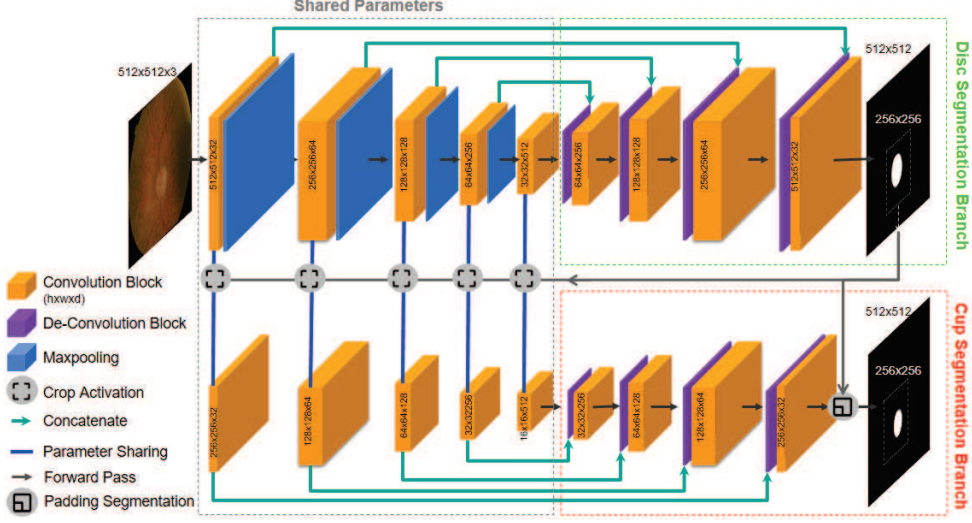 Shared Parameters
512x512x3
512x512x32
256x256x64
128x128x128
64x64x256
32x32x512
64x64x256
128x128x128
256x256x64
512x512x32
512x512
256x256
Disc Segmentation Branch
Convolution Block
(hxwxd)
De-Convolution Block
Maxpooling
Crop Activation
Concatenate
Parameter Sharing
Forward Pass
Padding Segmentation
256x256x32
128x128x64
64x64x128
32x32256
16x16x512
32x32x256
64x64x128
128x128x64
256x256x32
512x512
256x256
Cup Segmentation Branch